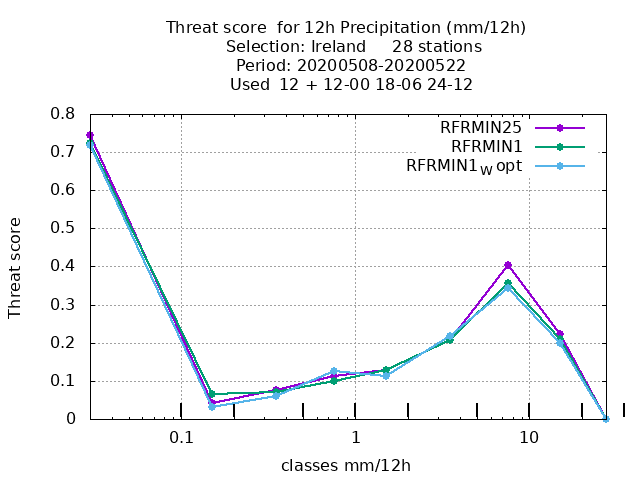 Threat score  for 12h Precipitation (mm/12h)
Selection: Ireland     28 stations
Period: 20200508-20200522
Used  12 + 12-00 18-06 24-12
RFRMIN25
RFRMIN1
RFRMIN1W opt
Threat score
0.8
0.7
0.6
0.5
0.4
0.3
0.2
0.1
0
0.1 1 10
classes mm/12h